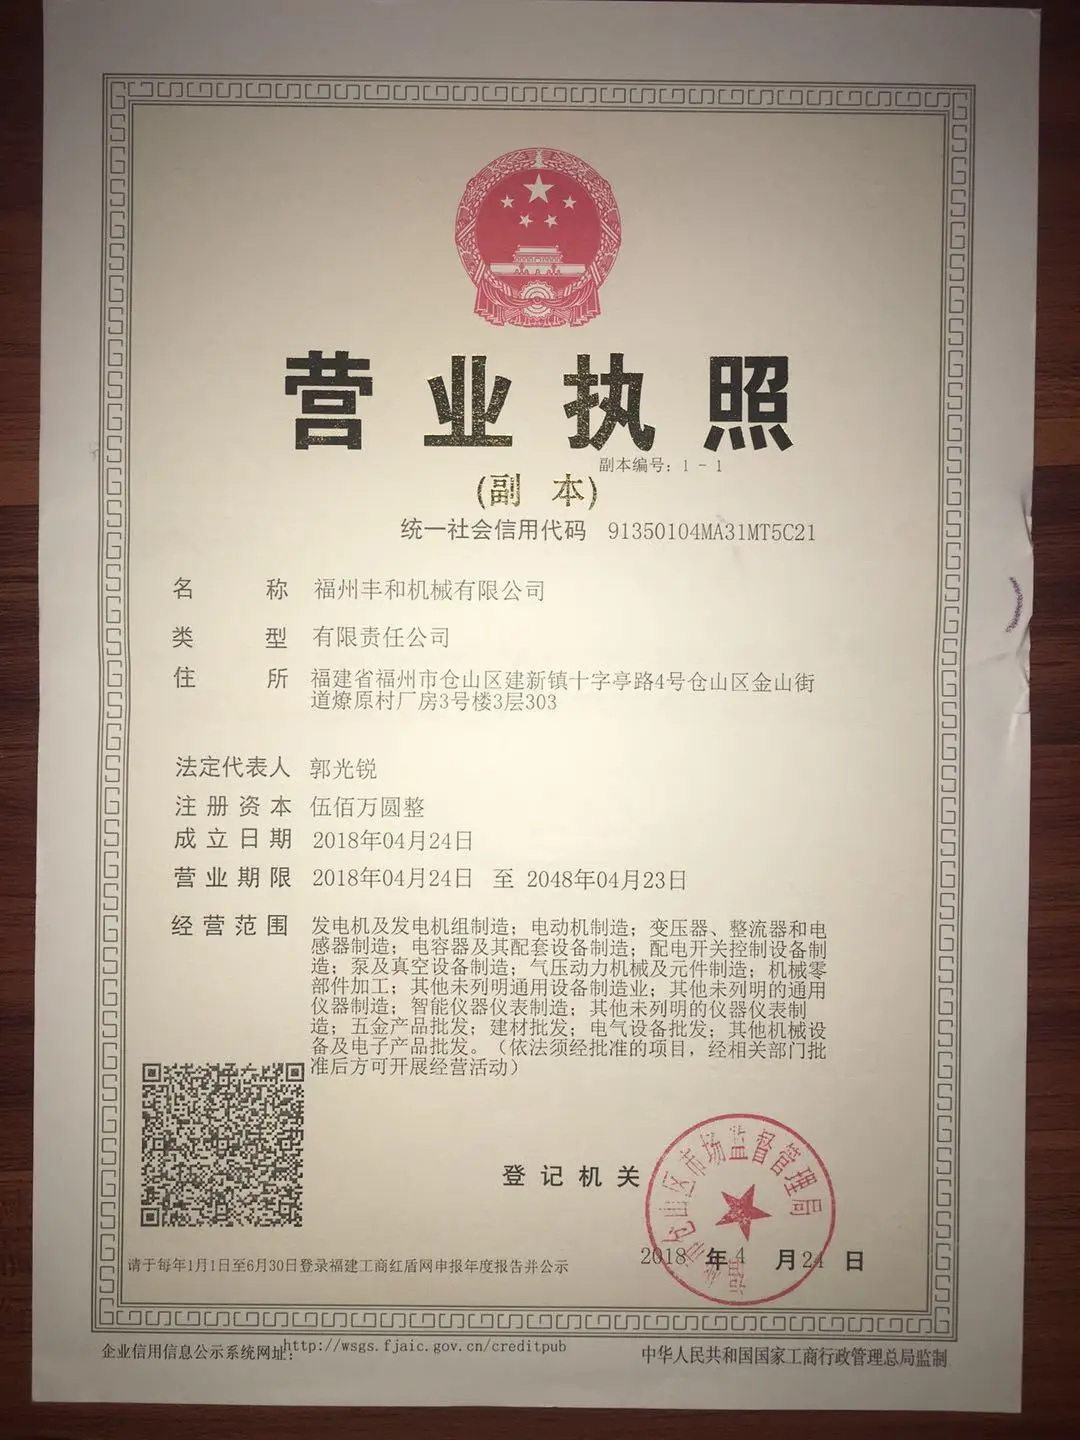 营业执照
副本编号：1-1
(副 本)
统一社会信用代码 91350104MA31MT5C21
名 称 福州丰和机械有限公司
类 型 有限责任公司
住 所 福建省福州市仓山区建新镇十字亭路4号仓山区金山街
道燎原村厂房3号楼3层303
法定代表人 郭光锐
注册资本 伍佰万圆整
成立日期 2018年04月24日
营业期限 2018年04月24日 至 2048年04月23日
经营范围 发电机及发电机组制造；电动机制造；变压器、整流器和电
感器制造；电容器及其配套设备制造；配电开关控制设备制
造；泵及真空设备制造；气压动力机械及元件制造；机械零
部件加工；其他未列明通用设备制造业；其他未列明的通用
仪器制造；智能仪器仪表制造；其他未列明的仪器仪表制
造；五金产品批发；建材批发；电气设备批发；其他机械设
备及电子产品批发。（依法须经批准的项目，经相关部门批
准后方可开展经营活动）
登记机关
仓山区市场监督管理局
2018 年 4 月 24 日
请于每年1月1日至6月30日登录福建工商红盾网申报年度报告并公示
企业信用信息公示系统网址：http://wsgs.fjaic.gov.cn/creditpub
中华人民共和国国家工商行政管理总局监制